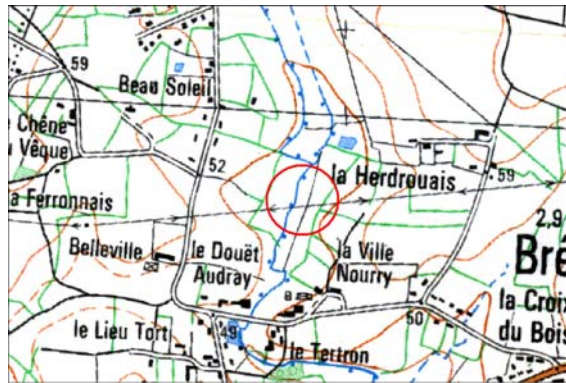 59
Beau Soleil
Chêne
Vêque
52
la Herdrouais
59
a Ferronnais
2,9
Belleville
le Douët
Audray
la Ville
Nourry
Bré
la Croix
du Bois
8
50
le Lieu Tort
49
le Tertron